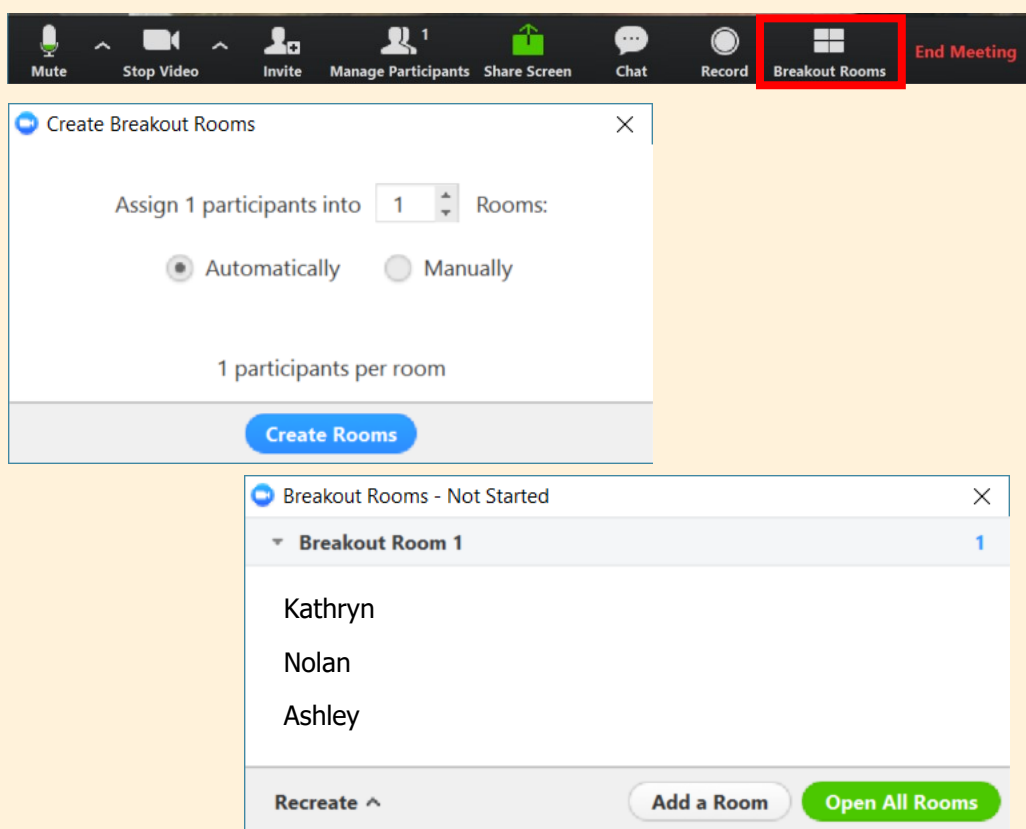 1
Mute Stop Video Invite Manage Participants Share Screen Chat Record Breakout Rooms End Meeting
Create Breakout Rooms
Assign 1 participants into 1 Rooms:
Automatically Manually
1 participants per room
Create Rooms
Breakout Rooms - Not Started
Breakout Room 1 1
Kathryn
Nolan
Ashley
Recreate Add a Room Open All Rooms